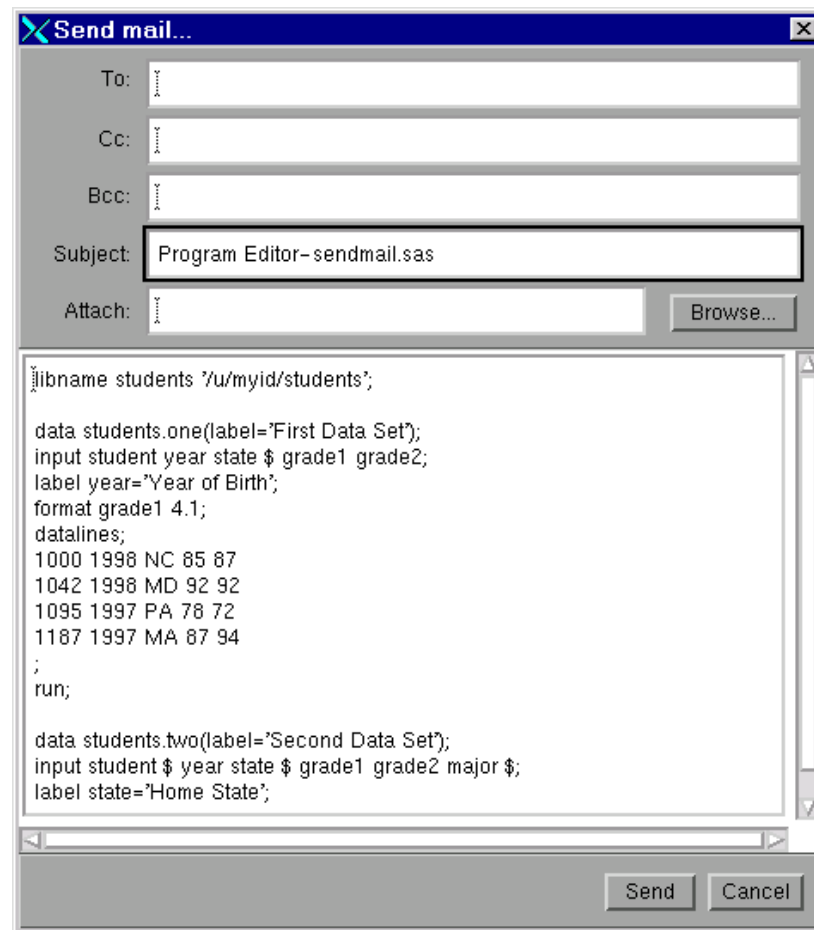 Send mail...
To:
Cc:
Bcc:
Subject: Program Editor-sendmail.sas
Attach: Browse...
libname students '/u/myid/students';
data students.one(label='First Data Set');
input student year state $ grade1 grade2;
label year='Year of Birth';
format grade1 4.1;
datalines;
1000 1998 NC 85 87
1042 1998 MD 92 92
1095 1997 PA 78 72
1187 1997 MA 87 94
;
run;
data students.two(label='Second Data Set');
input student $ year state $ grade1 grade2 major $;
label state='Home State';
Send Cancel